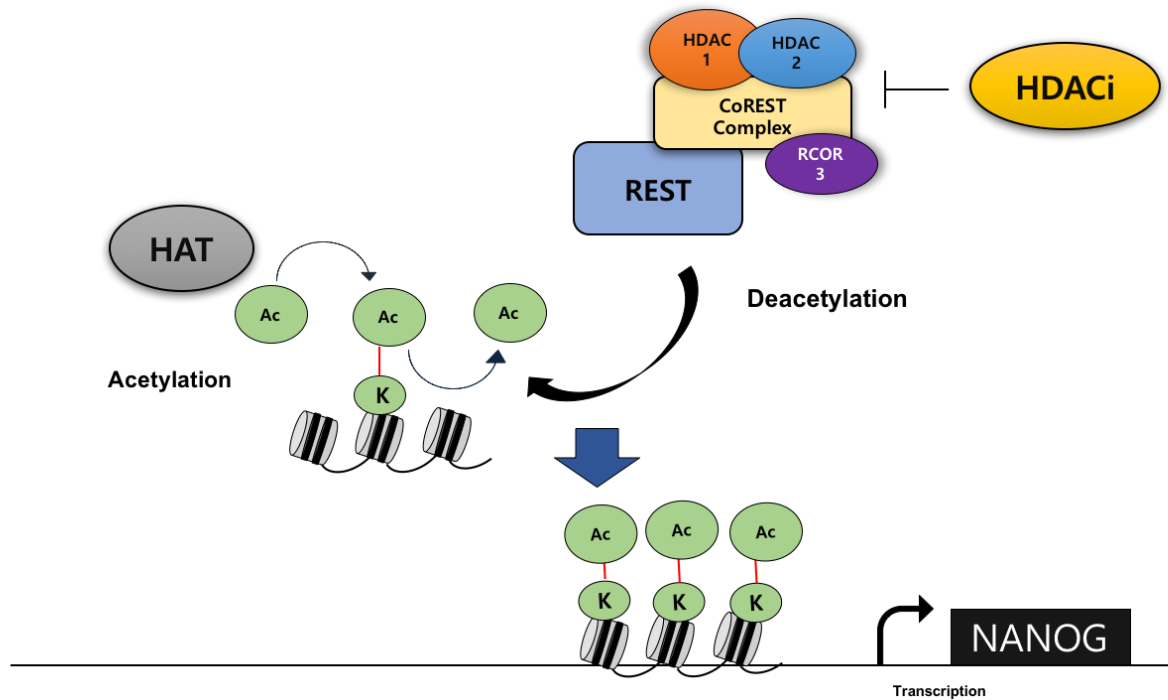 HDAC
1
HDAC
2
HDACi
CoREST
Complex
RCOR
3
REST
HAT
Ac
Ac
Ac
Deacetylation
Acetylation
K
Ac
Ac
Ac
K
K
K
NANOG
Transcription